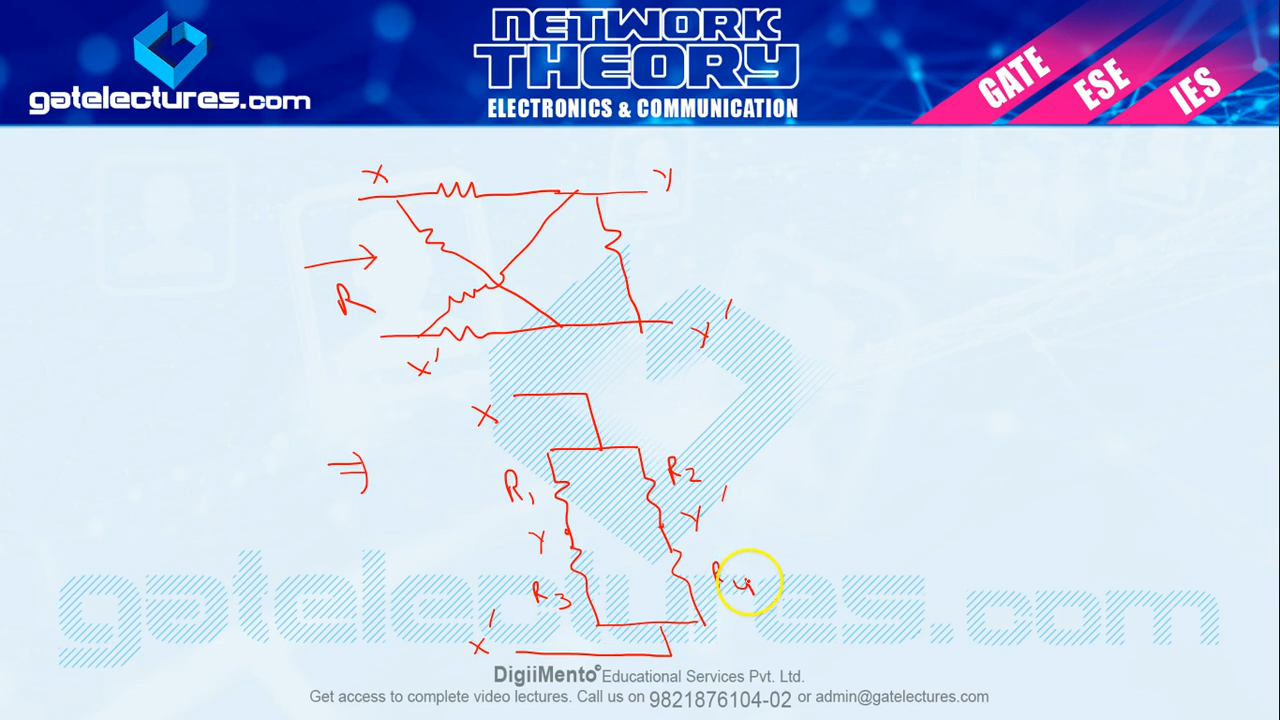 gatelectures.com
NETWORK
THEORY
ELECTRONICS & COMMUNICATION
GATE
ESE
IES
X
Y
R
X'
Y'
X
R1
R2
Y
Y'
R3
R4
X'
gatelectures.com
DigiiMento© Educational Services Pvt. Ltd.
Get access to complete video lectures. Call us on 9821876104-02 or admin@gatelectures.com